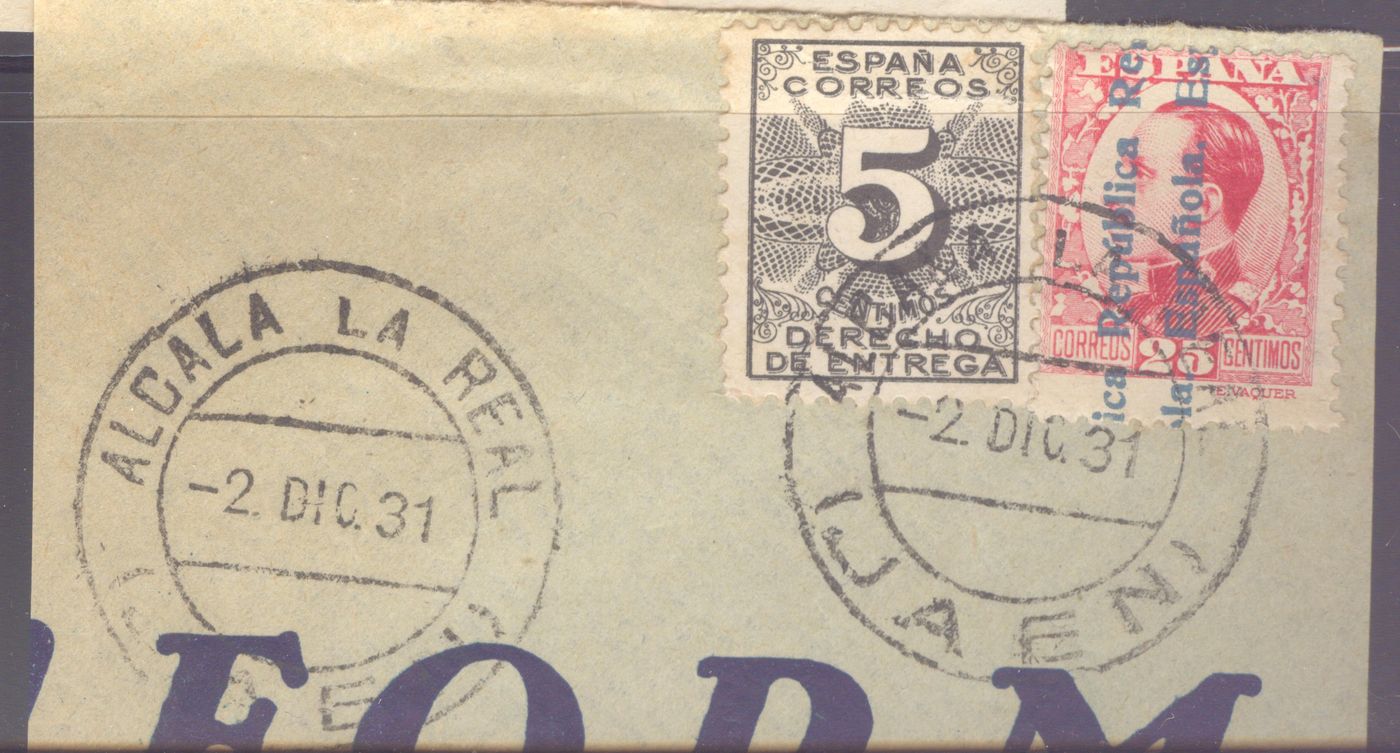 ESPAÑA
CORREOS
5
CENTIMOS
DERECHO
DE ENTREGA
ESPAÑA
República
Española.
CORREOS 25 CENTIMOS
E.VAQUER
ALCALA LA REAL
-2. DIC.31
-2. DIC.31
(JAEN)